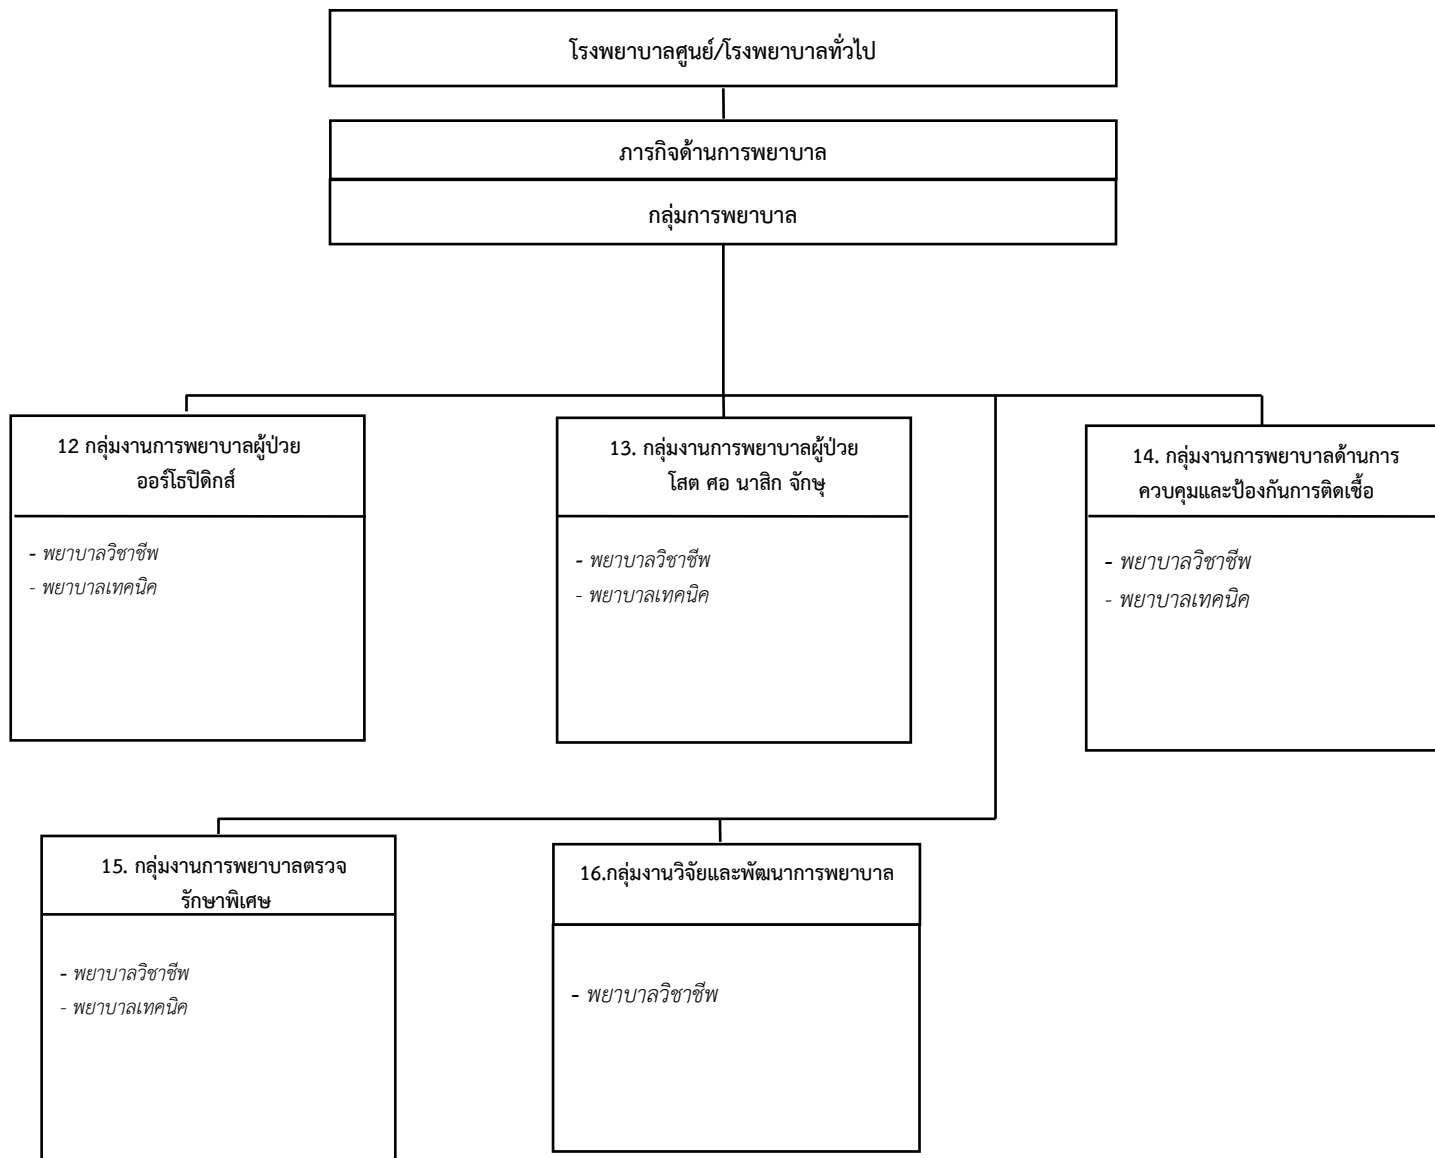 โรงพยาบาลศูนย์/โรงพยาบาลทั่วไป
ภารกิจด้านการพยาบาล
กลุ่มการพยาบาล
12 กลุ่มงานการพยาบาลผู้ป่วย
ออร์โธปิดิกส์
- พยาบาลวิชาชีพ
- พยาบาลเทคนิค
13. กลุ่มงานการพยาบาลผู้ป่วย
โสต ศอ นาสิก จักษุ
- พยาบาลวิชาชีพ
- พยาบาลเทคนิค
14. กลุ่มงานการพยาบาลด้านการ
ควบคุมและป้องกันการติดเชื้อ
- พยาบาลวิชาชีพ
- พยาบาลเทคนิค
15. กลุ่มงานการพยาบาลตรวจ
รักษาพิเศษ
- พยาบาลวิชาชีพ
- พยาบาลเทคนิค
16.กลุ่มงานวิจัยและพัฒนาการพยาบาล
- พยาบาลวิชาชีพ